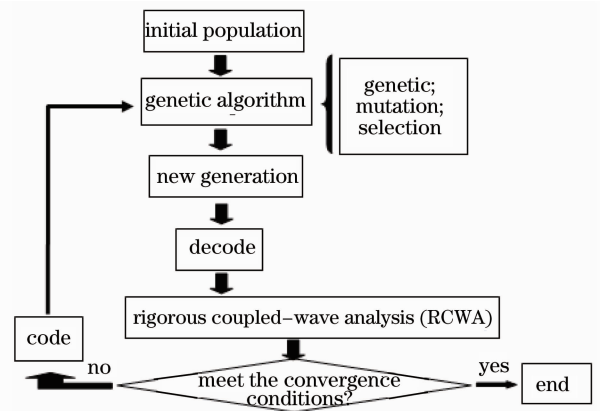 initial population
genetic algorithm
genetic;
mutation;
selection
new generation
decode
rigorous coupled−wave analysis (RCWA)
code
no
meet the convergence
conditions?
yes
end